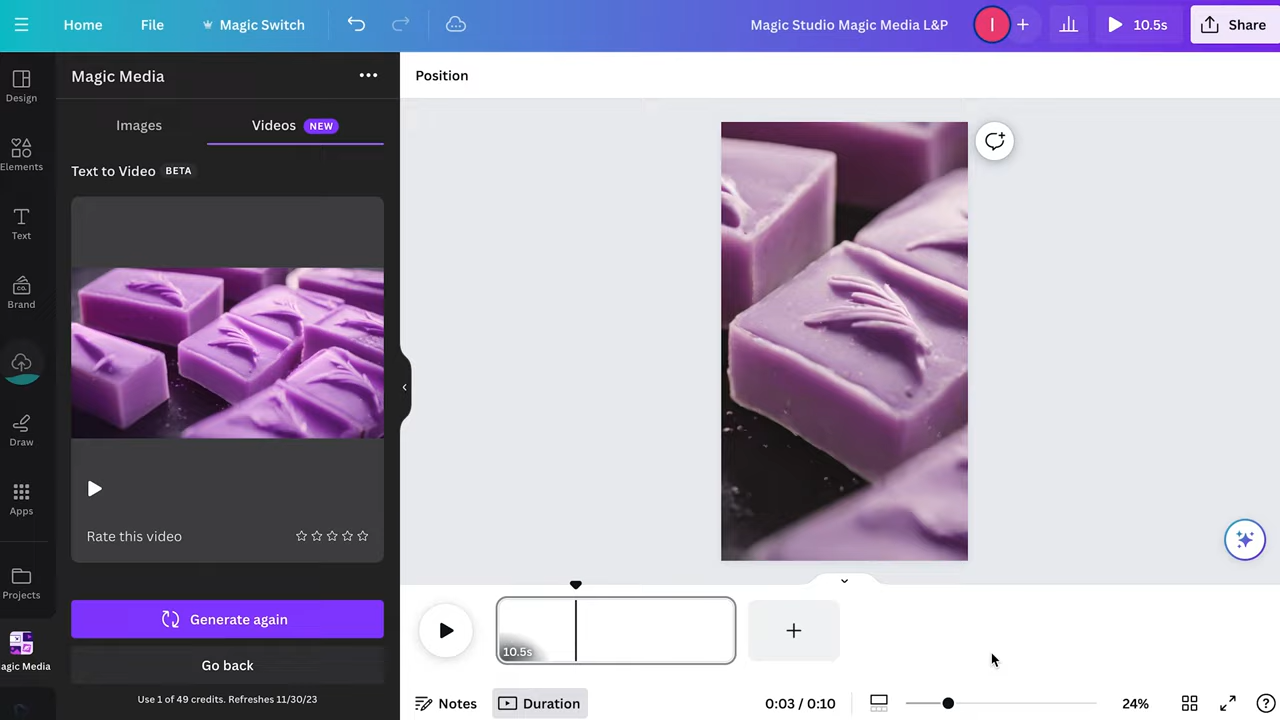 Home
File
Magic Switch
Magic Studio Magic Media L&P
I
10.5s
Share
Design
Elements
Text
Brand
Draw
Apps
Projects
agic Media
Magic Media
Images
Videos NEW
Text to Video BETA
Rate this video
Generate again
Go back
Use 1 of 49 credits. Refreshes 11/30/23
Position
10.5s
Notes
Duration
0:03 / 0:10
24%